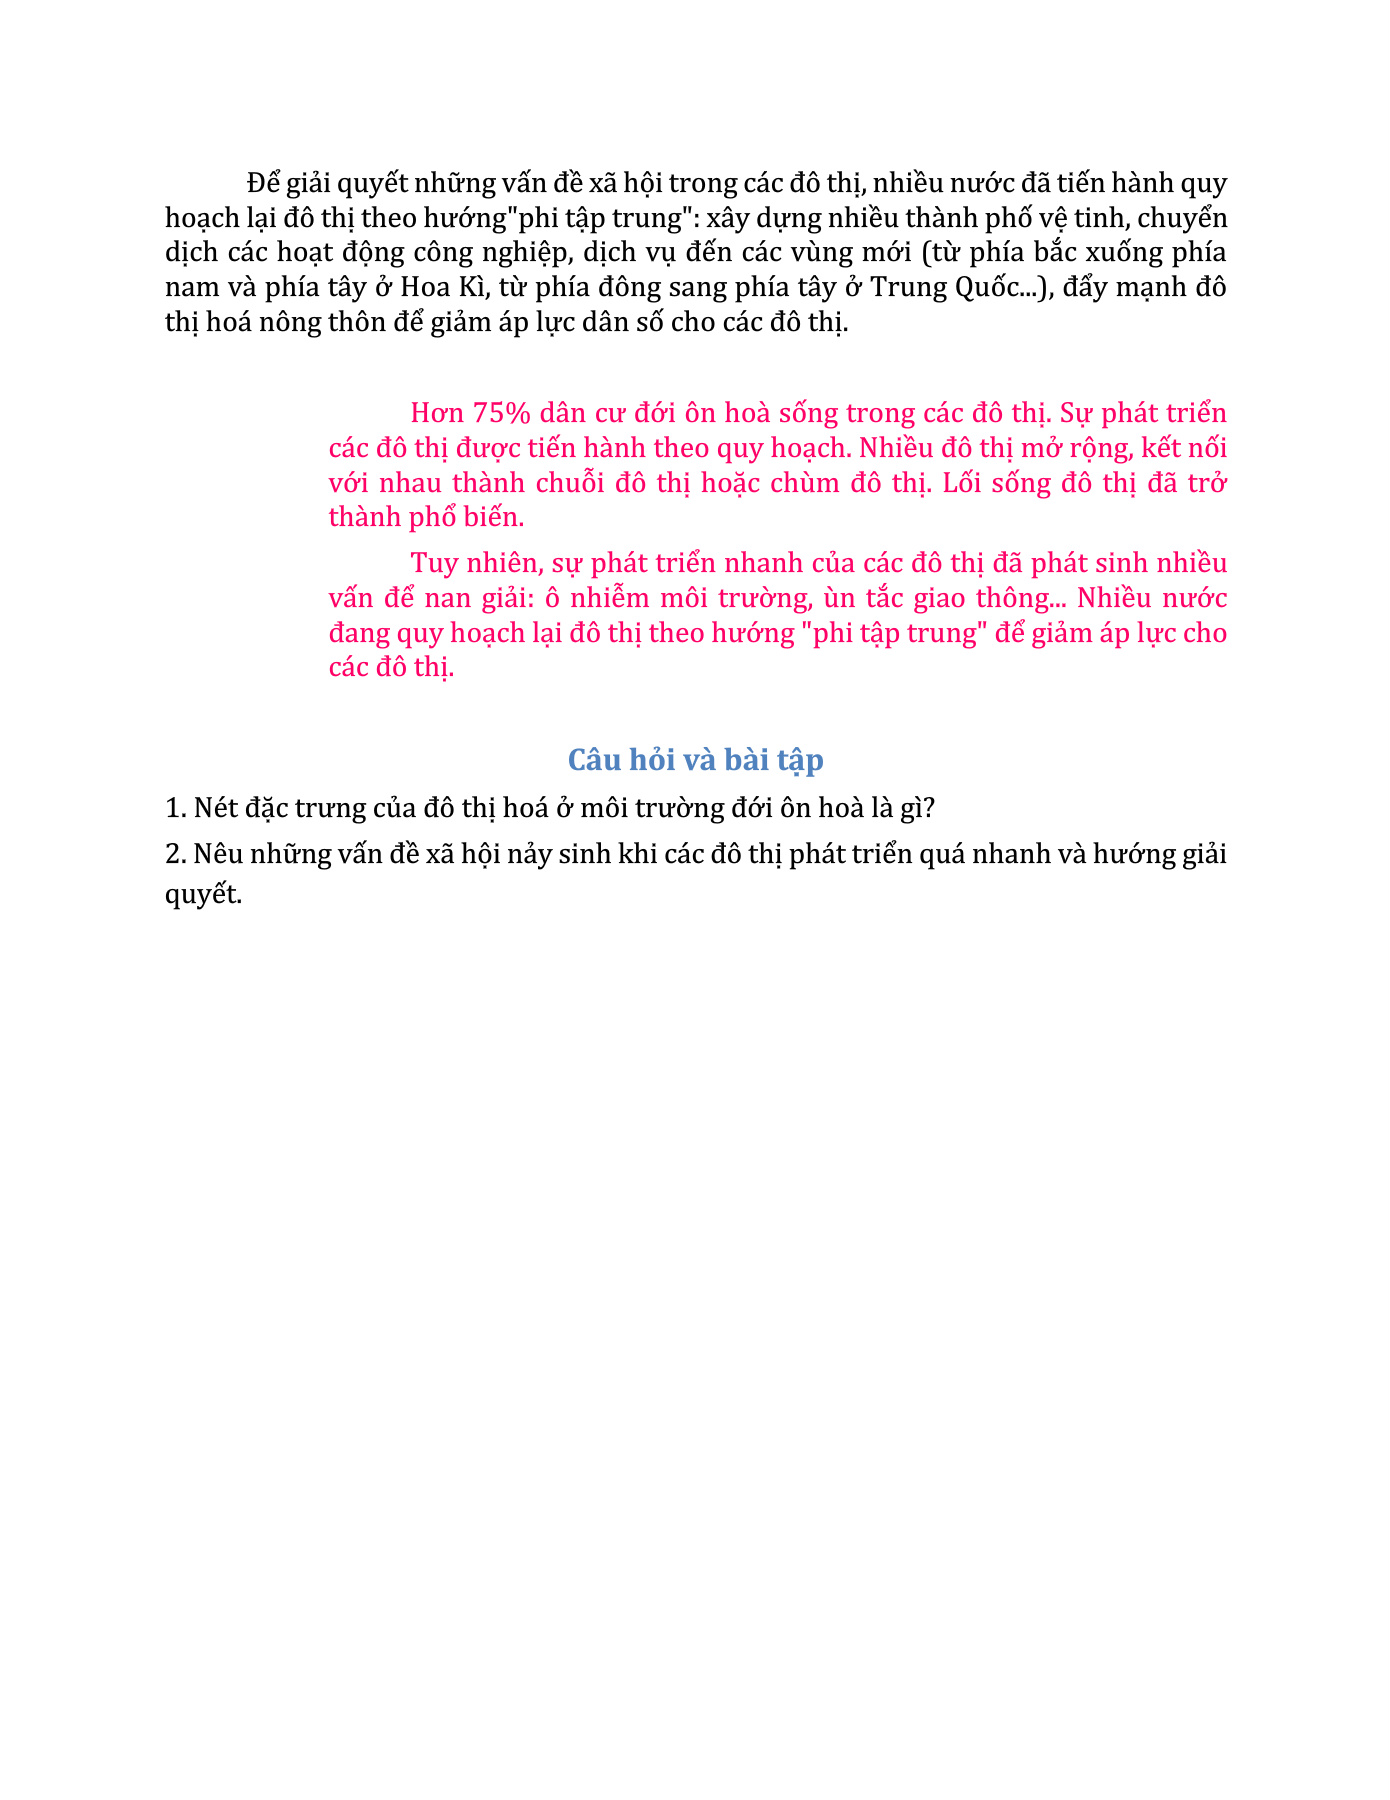 Để giải quyết những vấn đề xã hội trong các đô thị, nhiều nước đã tiến hành quy
hoạch lại đô thị theo hướng"phi tập trung": xây dựng nhiều thành phố vệ tinh, chuyển
dịch các hoạt động công nghiệp, dịch vụ đến các vùng mới (từ phía bắc xuống phía
nam và phía tây ở Hoa Kì, từ phía đông sang phía tây ở Trung Quốc...), đẩy mạnh đô
thị hoá nông thôn để giảm áp lực dân số cho các đô thị.
Hơn 75% dân cư đới ôn hoà sống trong các đô thị. Sự phát triển
các đô thị được tiến hành theo quy hoạch. Nhiều đô thị mở rộng, kết nối
với nhau thành chuỗi đô thị hoặc chùm đô thị. Lối sống đô thị đã trở
thành phổ biến.
Tuy nhiên, sự phát triển nhanh của các đô thị đã phát sinh nhiều
vấn để nan giải: ô nhiễm môi trường, ùn tắc giao thông... Nhiều nước
đang quy hoạch lại đô thị theo hướng "phi tập trung" để giảm áp lực cho
các đô thị.
Câu hỏi và bài tập
1. Nét đặc trưng của đô thị hoá ở môi trường đới ôn hoà là gì?
2. Nêu những vấn đề xã hội nảy sinh khi các đô thị phát triển quá nhanh và hướng giải
quyết.